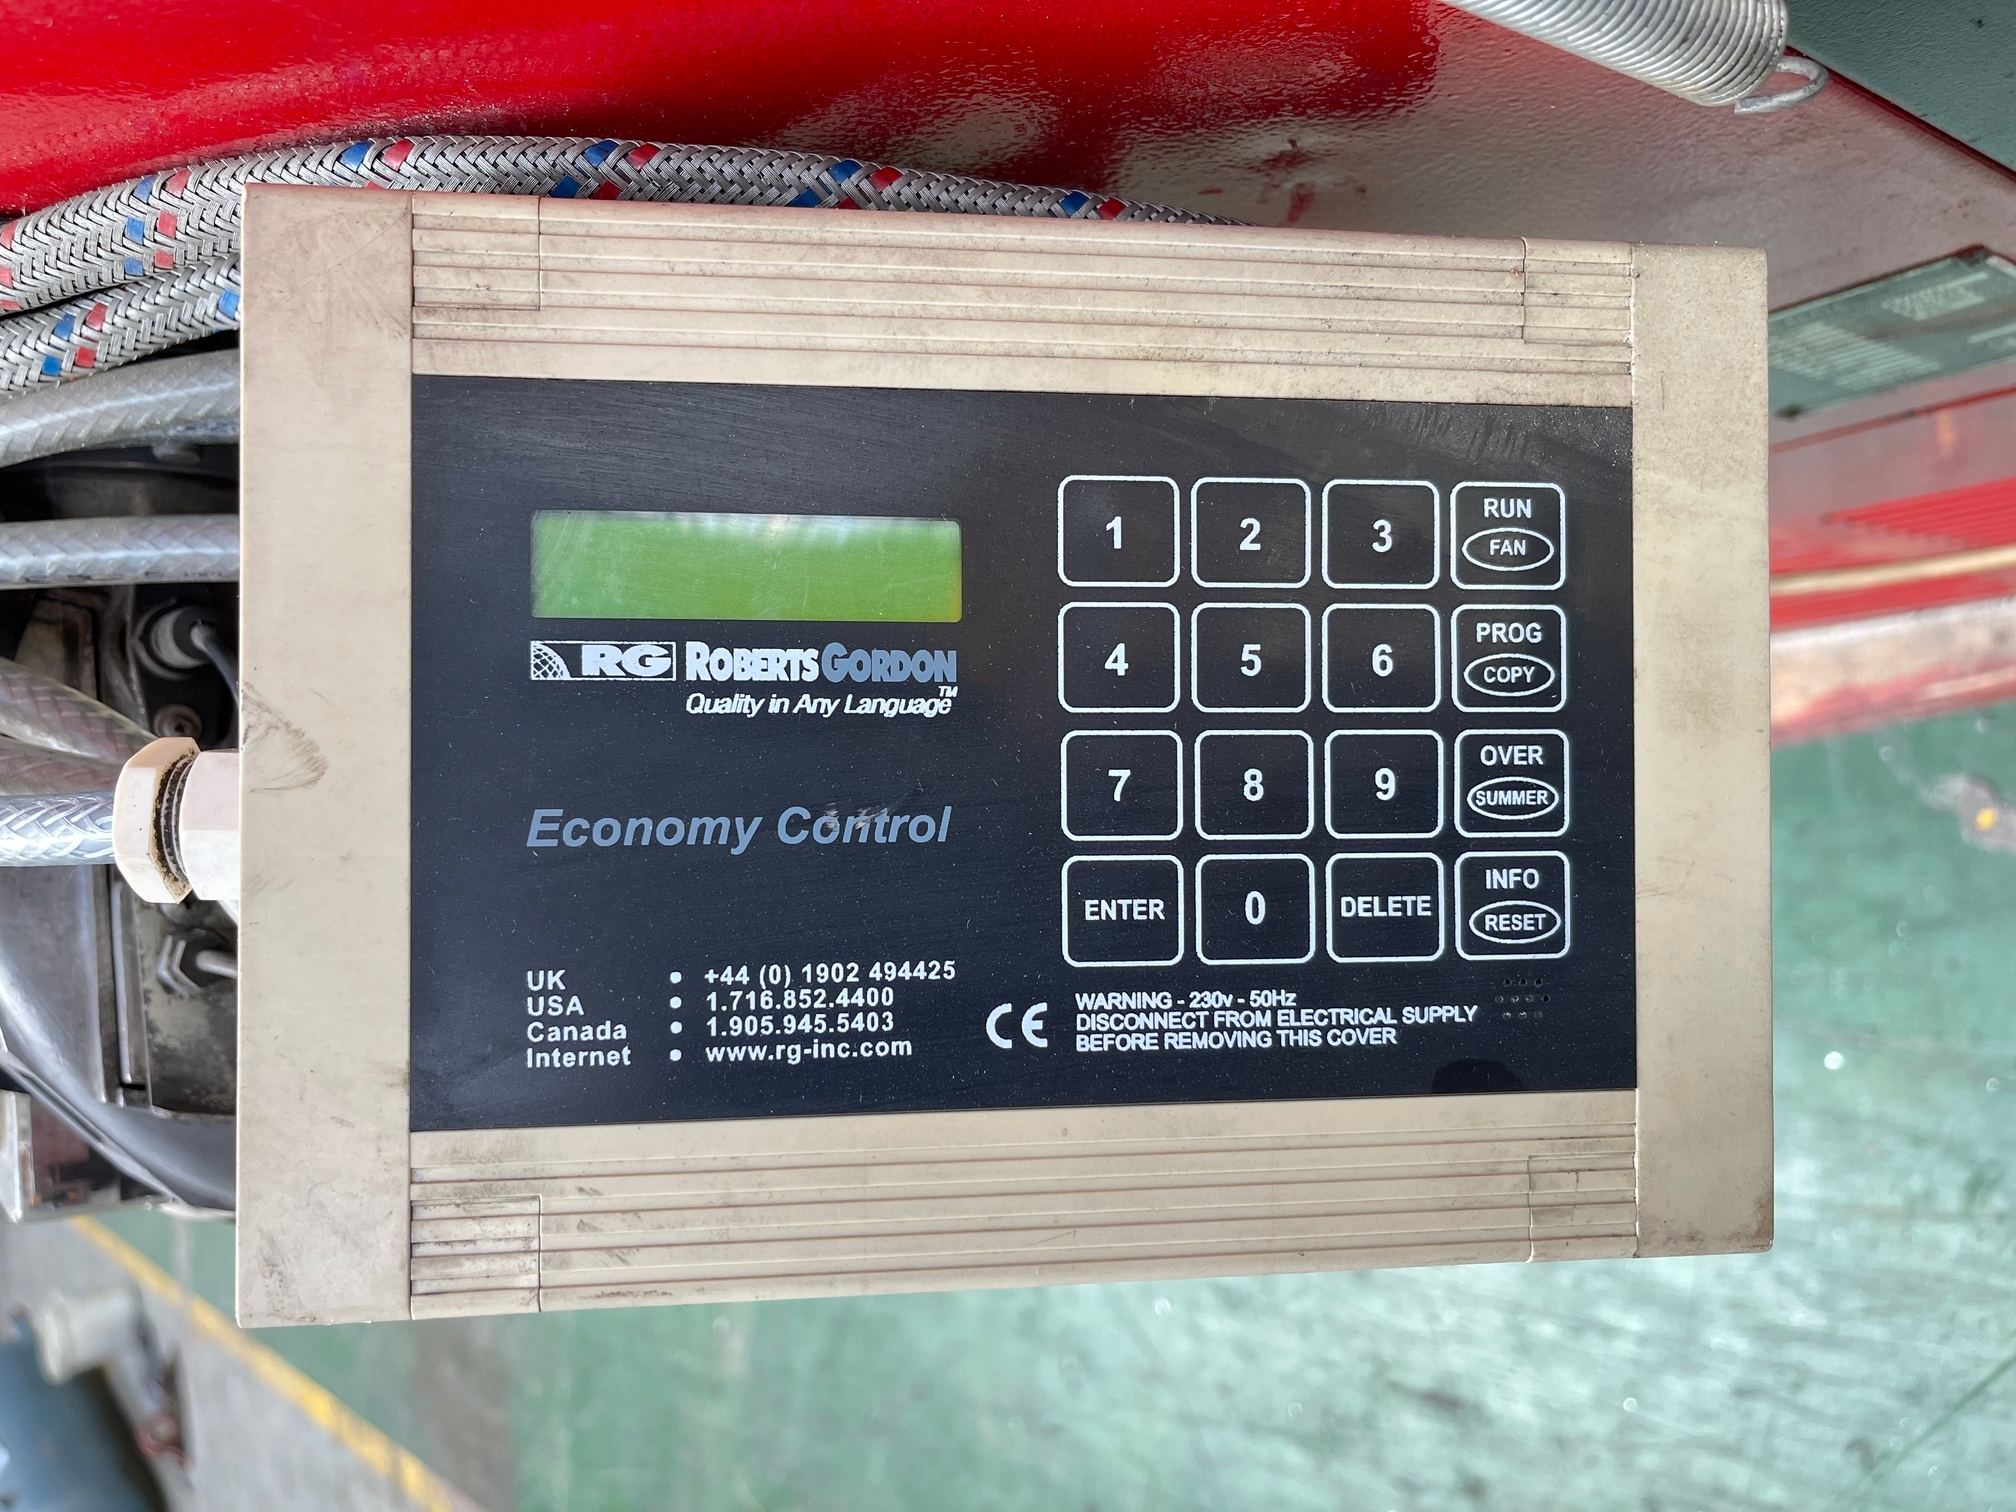 1 2 3 RUN
FAN
RG ROBERTSGORDON™
Quality in Any Language
4 5 6 PROG
COPY
Economy Control
7 8 9 OVER
SUMMER
ENTER 0 DELETE INFO
RESET
UK • +44 (0) 1902 494425
USA • 1.716.852.4400
Canada • 1.905.945.5403
Internet • www.rg-inc.com
CE
WARNING - 230v - 50Hz
DISCONNECT FROM ELECTRICAL SUPPLY
BEFORE REMOVING THIS COVER